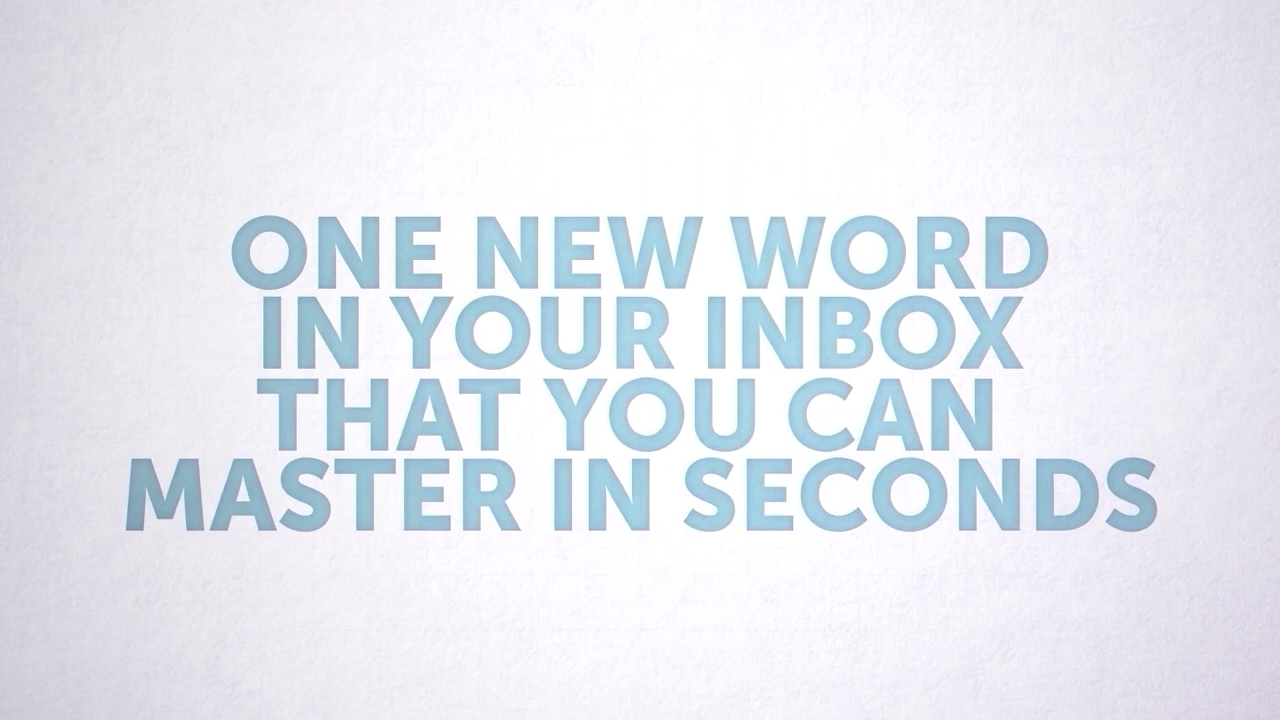 ONE NEW WORD
IN YOUR INBOX
THAT YOU CAN
MASTER IN SECONDS